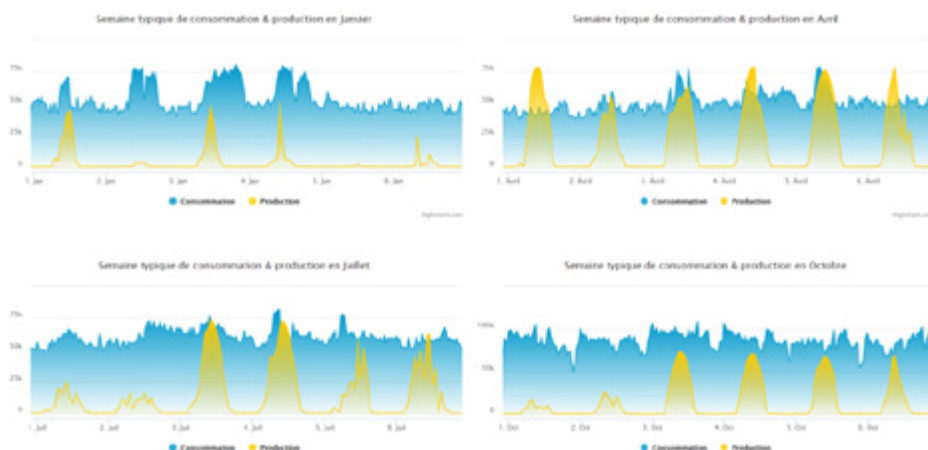 Semaine typique de consommation & production en Janvier
75k
50k
25k
0
1. Jan
2. Jan
3. Jan
4. Jan
5. Jan
6. Jan
Consommation
Production
Highcharts.com
Semaine typique de consommation & production en Avril
75k
50k
25k
0
1. Avril
2. Avril
3. Avril
4. Avril
5. Avril
6. Avril
Consommation
Production
Highcharts.com
Semaine typique de consommation & production en Juillet
75k
50k
25k
0
1. Juil
2. Juil
3. Juil
4. Juil
5. Juil
6. Juil
Consommation
Production
Semaine typique de consommation & production en Octobre
100k
50k
0
1. Oct
2. Oct
3. Oct
4. Oct
5. Oct
6. Oct
Consommation
Production